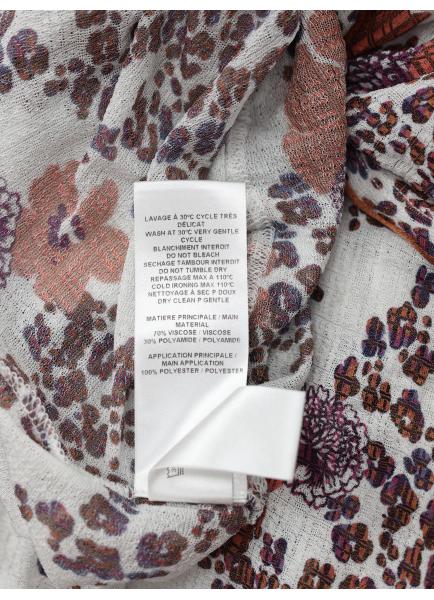 LAVAGE À 30°C CYCLE TRÈS
DÉLICAT
WASH AT 30°C VERY GENTLE
CYCLE
BLANCHIMENT INTERDIT
DO NOT BLEACH
SECHAGE TAMBOUR INTERDIT
DO NOT TUMBLE DRY
REPASSAGE MAX A 110°C
COLD IRONING MAX 110°C
NETTOYAGE À SEC P DOUX
DRY CLEAN P GENTLE
MATIERE PRINCIPALE / MAIN
MATERIAL
70% VISCOSE / VISCOSE
30% POLYAMIDE / POLYAMIDE
APPLICATION PRINCIPALE /
MAIN APPLICATION
100% POLYESTER / POLYESTER